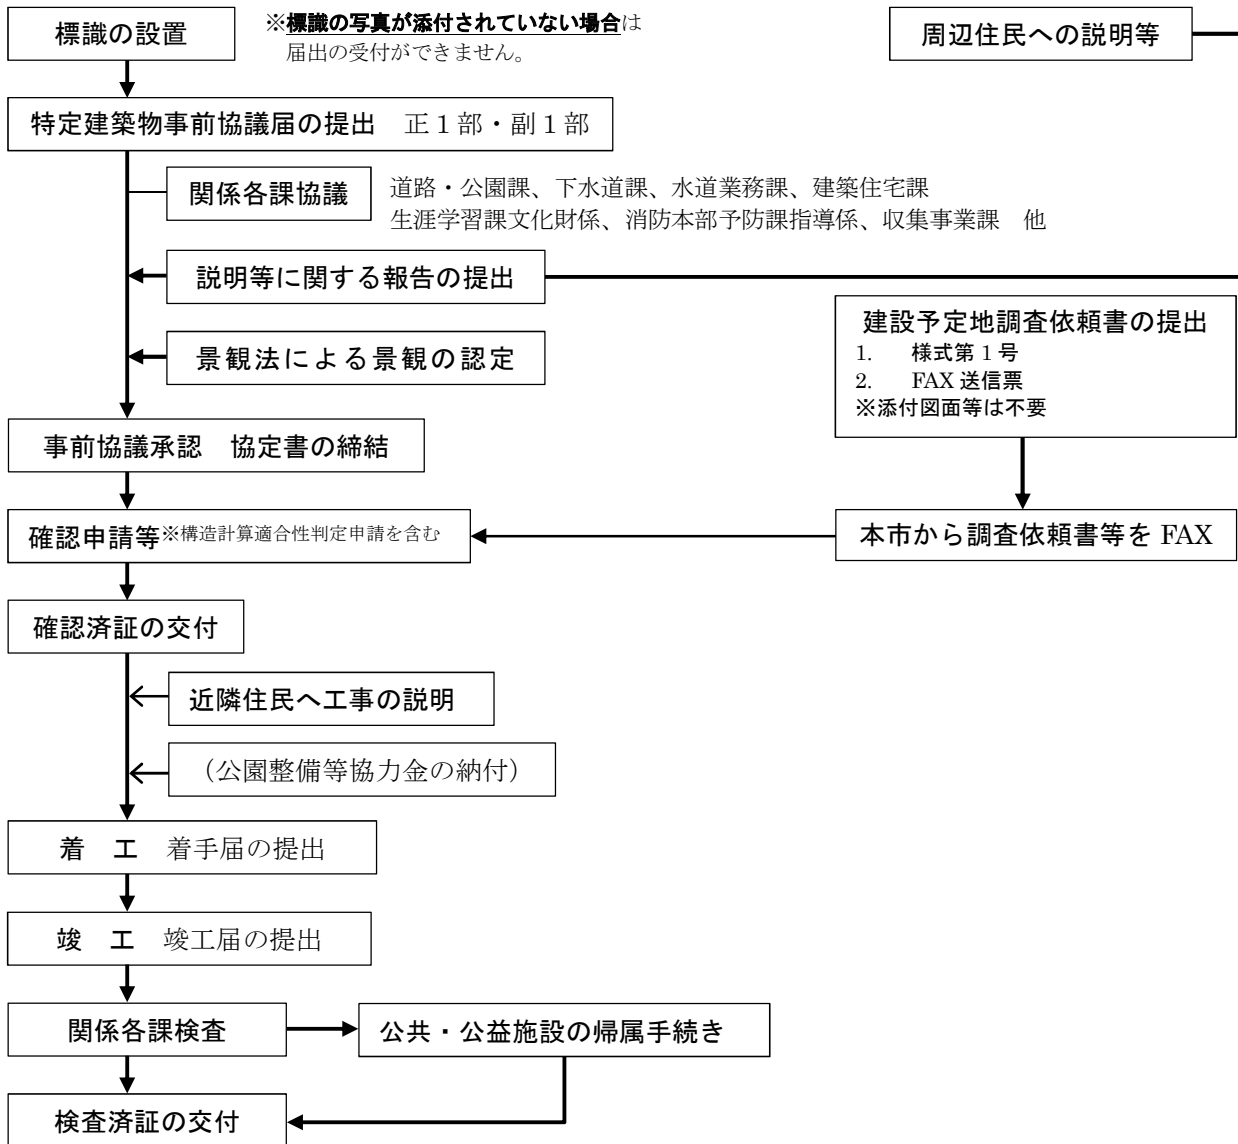 標識の設置
※標識の写真が添付されていない場合は
届出の受付ができません。
周辺住民への説明等
特定建築物事前協議届の提出　正１部・副１部
関係各課協議
道路・公園課、下水道課、水道業務課、建築住宅課
生涯学習課文化財係、消防本部予防課指導係、収集事業課　他
説明等に関する報告の提出
建設予定地調査依頼書の提出
1.　様式第１号
2.　FAX 送信票
※添付図面等は不要
景観法による景観の認定
事前協議承認　協定書の締結
確認申請等※構造計算適合性判定申請を含む
本市から調査依頼書等を FAX
確認済証の交付
近隣住民へ工事の説明
（公園整備等協力金の納付）
着　工　着手届の提出
竣　工　竣工届の提出
関係各課検査
公共・公益施設の帰属手続き
検査済証の交付